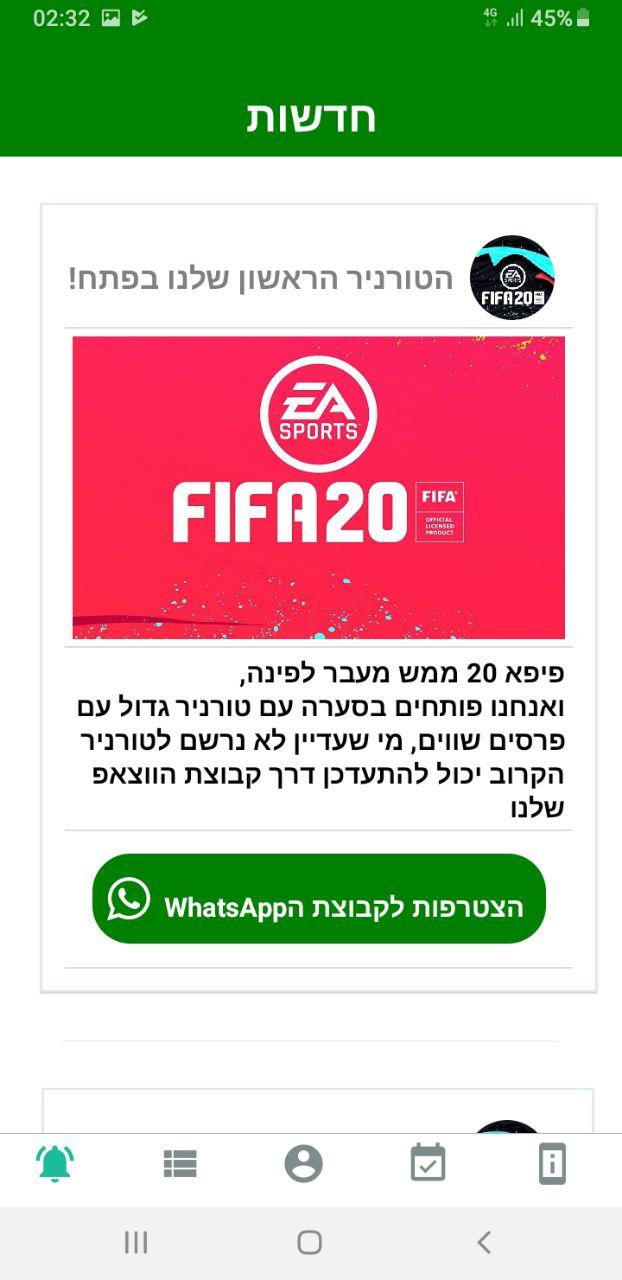 02:32
4G
45%
חדשות
הטורניר הראשון שלנו בפתח!
EA
SPORTS
FIFA20
EA
SPORTS™
FIFA20
FIFA®
OFFICIAL
LICENSED
PRODUCT
פיפא 20 ממש מעבר לפינה,
ואנחנו פותחים בסערה עם טורניר גדול עם
פרסים שווים, מי שעדיין לא נרשם לטורניר
הקרוב יכול להתעדכן דרך קבוצת הווצאפ
שלנו
הצטרפות לקבוצת הWhatsApp